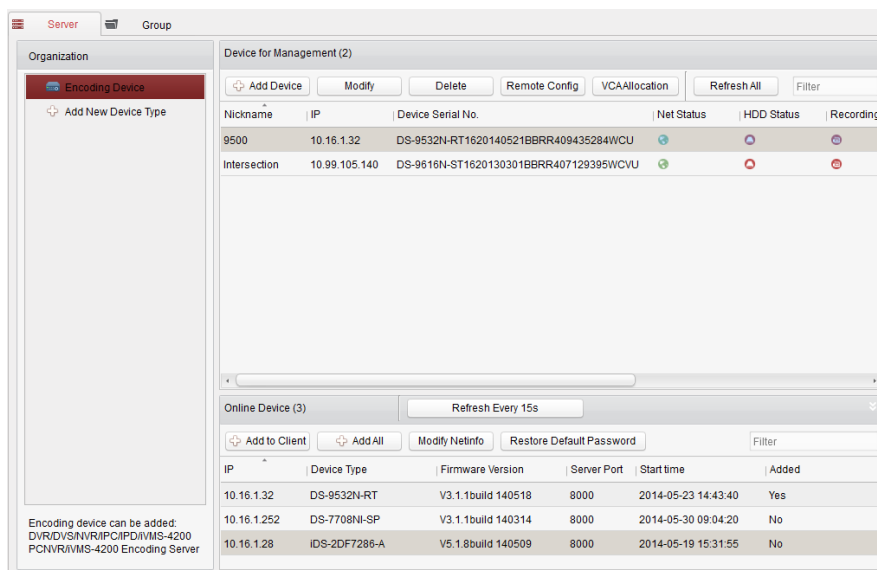 Server Group
Organization
Encoding Device
Add New Device Type
Encoding device can be added:
DVR/DVS/NVR/IPC/IPD/iVMS-4200
PCNVR/iVMS-4200 Encoding Server
Device for Management (2)
Add Device Modify Delete Remote Config VCAAllocation Refresh All Filter
Nickname IP Device Serial No. Net Status HDD Status Recording
9500 10.16.1.32 DS-9532N-RT1620140521BBRR409435284WCU
Intersection 10.99.105.140 DS-9616N-ST1620130301BBRR407129395WCVU
Online Device (3) Refresh Every 15s
Add to Client Add All Modify Netinfo Restore Default Password Filter
IP Device Type Firmware Version Server Port Start time Added
10.16.1.32 DS-9532N-RT V3.1.1build 140518 8000 2014-05-23 14:43:40 Yes
10.16.1.252 DS-7708NI-SP V3.1.1build 140314 8000 2014-05-30 09:04:20 No
10.16.1.28 iDS-2DF7286-A V5.1.8build 140509 8000 2014-05-19 15:31:55 No